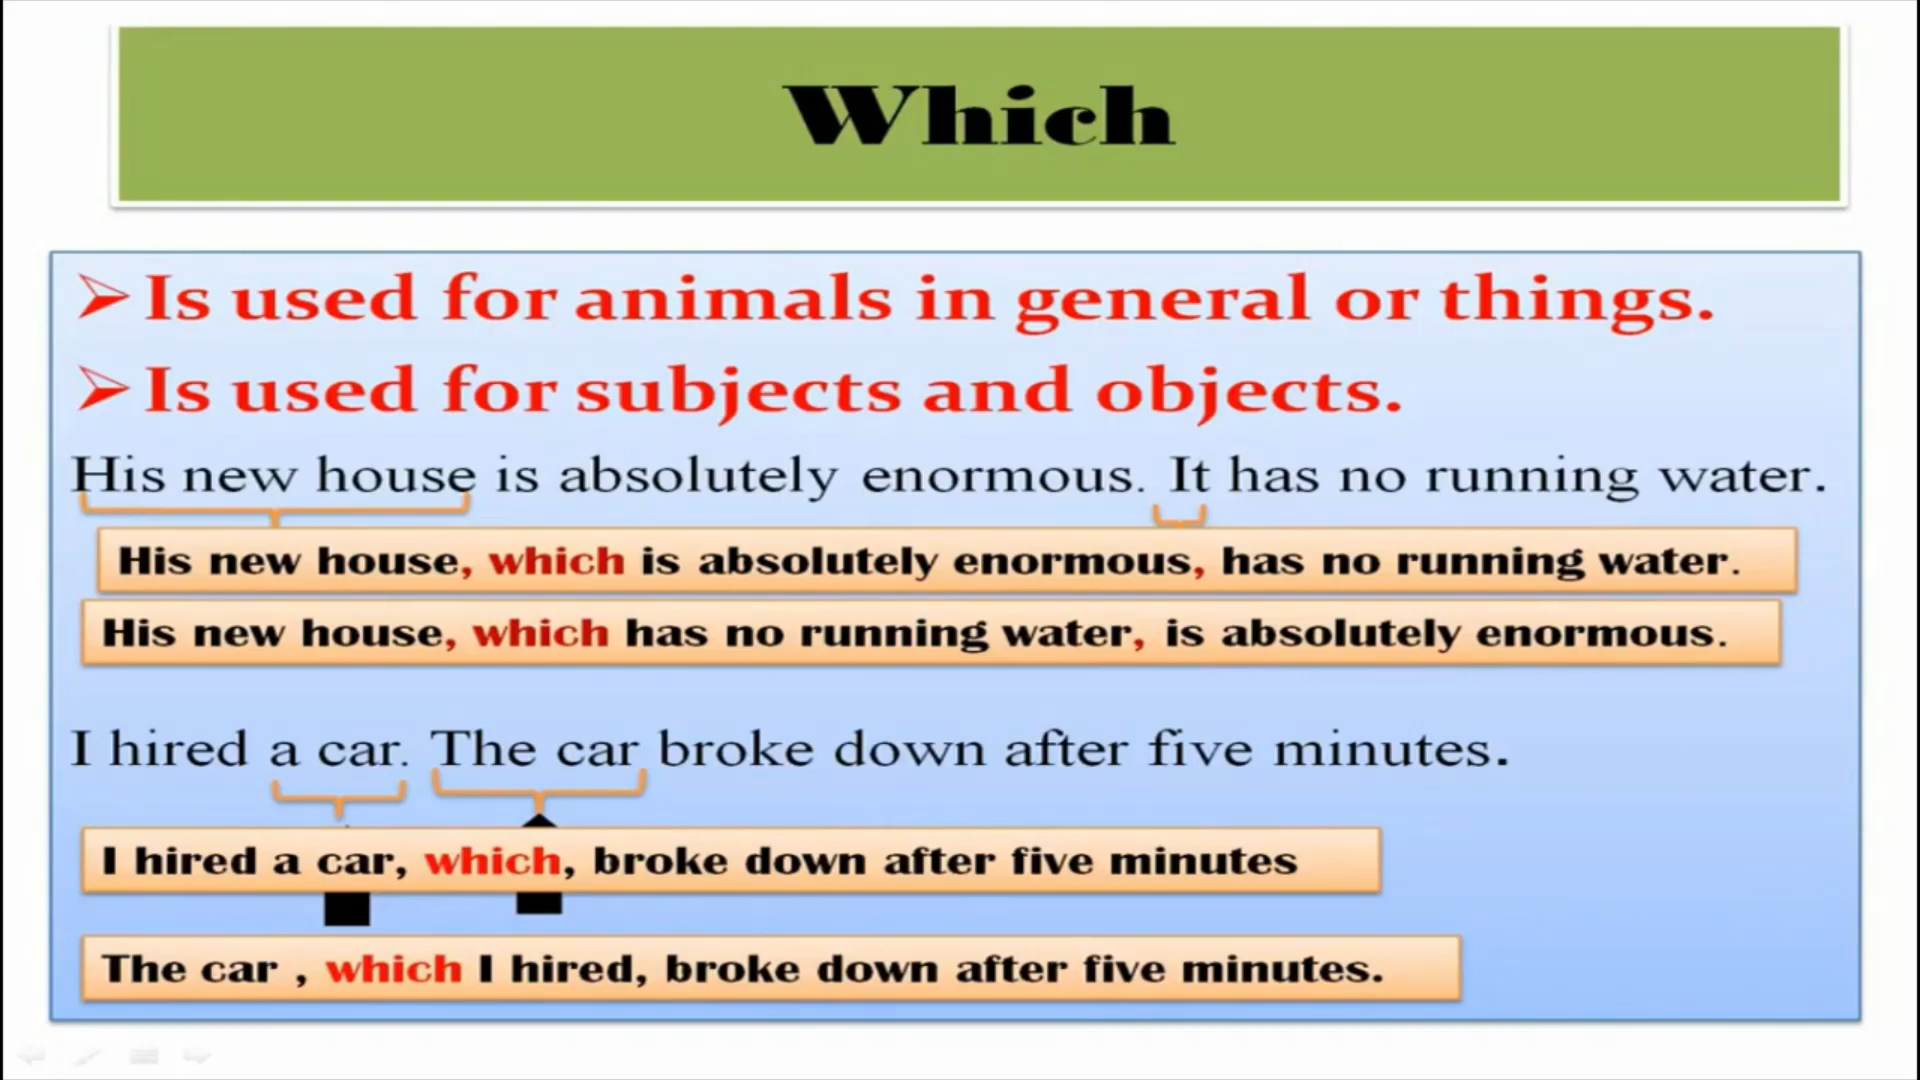 Which
➢Is used for animals in general or things.
➢Is used for subjects and objects.
His new house is absolutely enormous. It has no running water.
His new house, which is absolutely enormous, has no running water.
His new house, which has no running water, is absolutely enormous.
I hired a car. The car broke down after five minutes.
I hired a car, which, broke down after five minutes
The car , which I hired, broke down after five minutes.